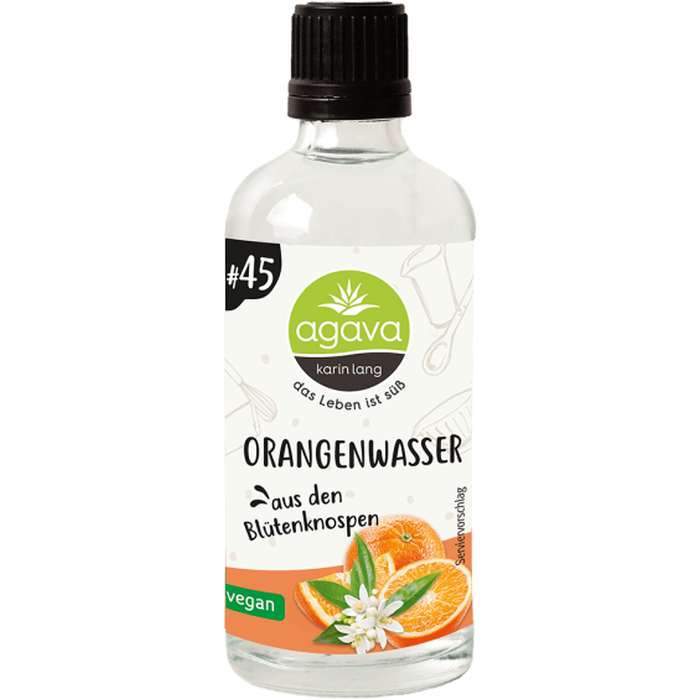 #45
agava
karin lang
das Leben ist süß
ORANGENWASSER
aus den
Blütenknospen
Serviervorschlag
vegan